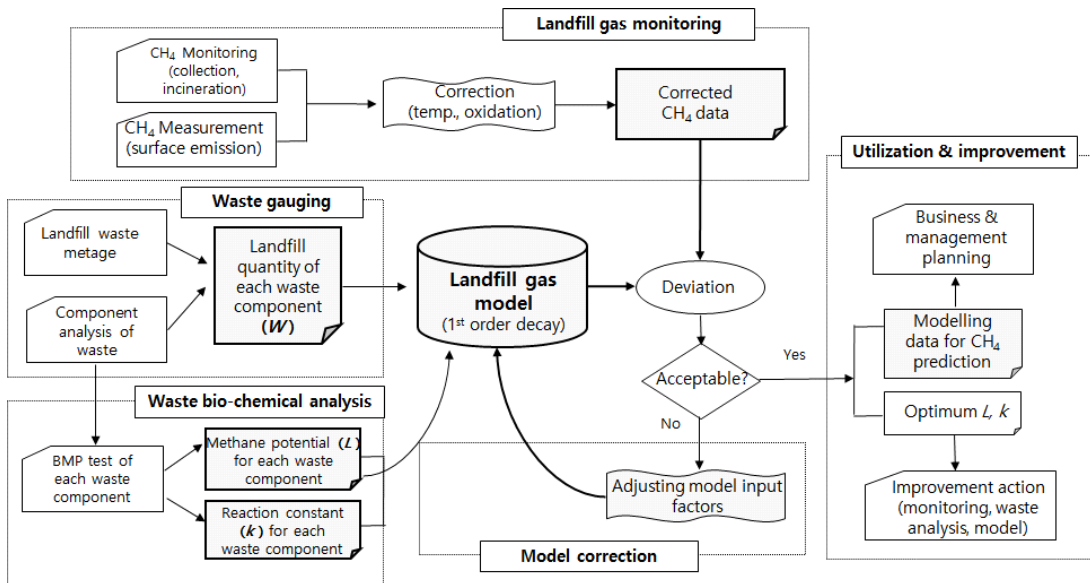 Landfill gas monitoring
CH₄ Monitoring
(collection,
incineration)
CH₄ Measurement
(surface emission)
Correction
(temp., oxidation)
Corrected
CH₄ data
Waste gauging
Landfill waste
metage
Component
analysis of
waste
Landfill
quantity of
each waste
component
(W)
Landfill gas
model
(1st order decay)
Deviation
Acceptable?
Yes
No
Utilization & improvement
Business &
management
planning
Modelling
data for CH₄
prediction
Optimum L, k
Improvement action
(monitoring, waste
analysis, model)
Waste bio-chemical analysis
BMP test of
each waste
component
Methane potential (L)
for each waste
component
Reaction constant
(k) for each
waste component
Adjusting model input
factors
Model correction